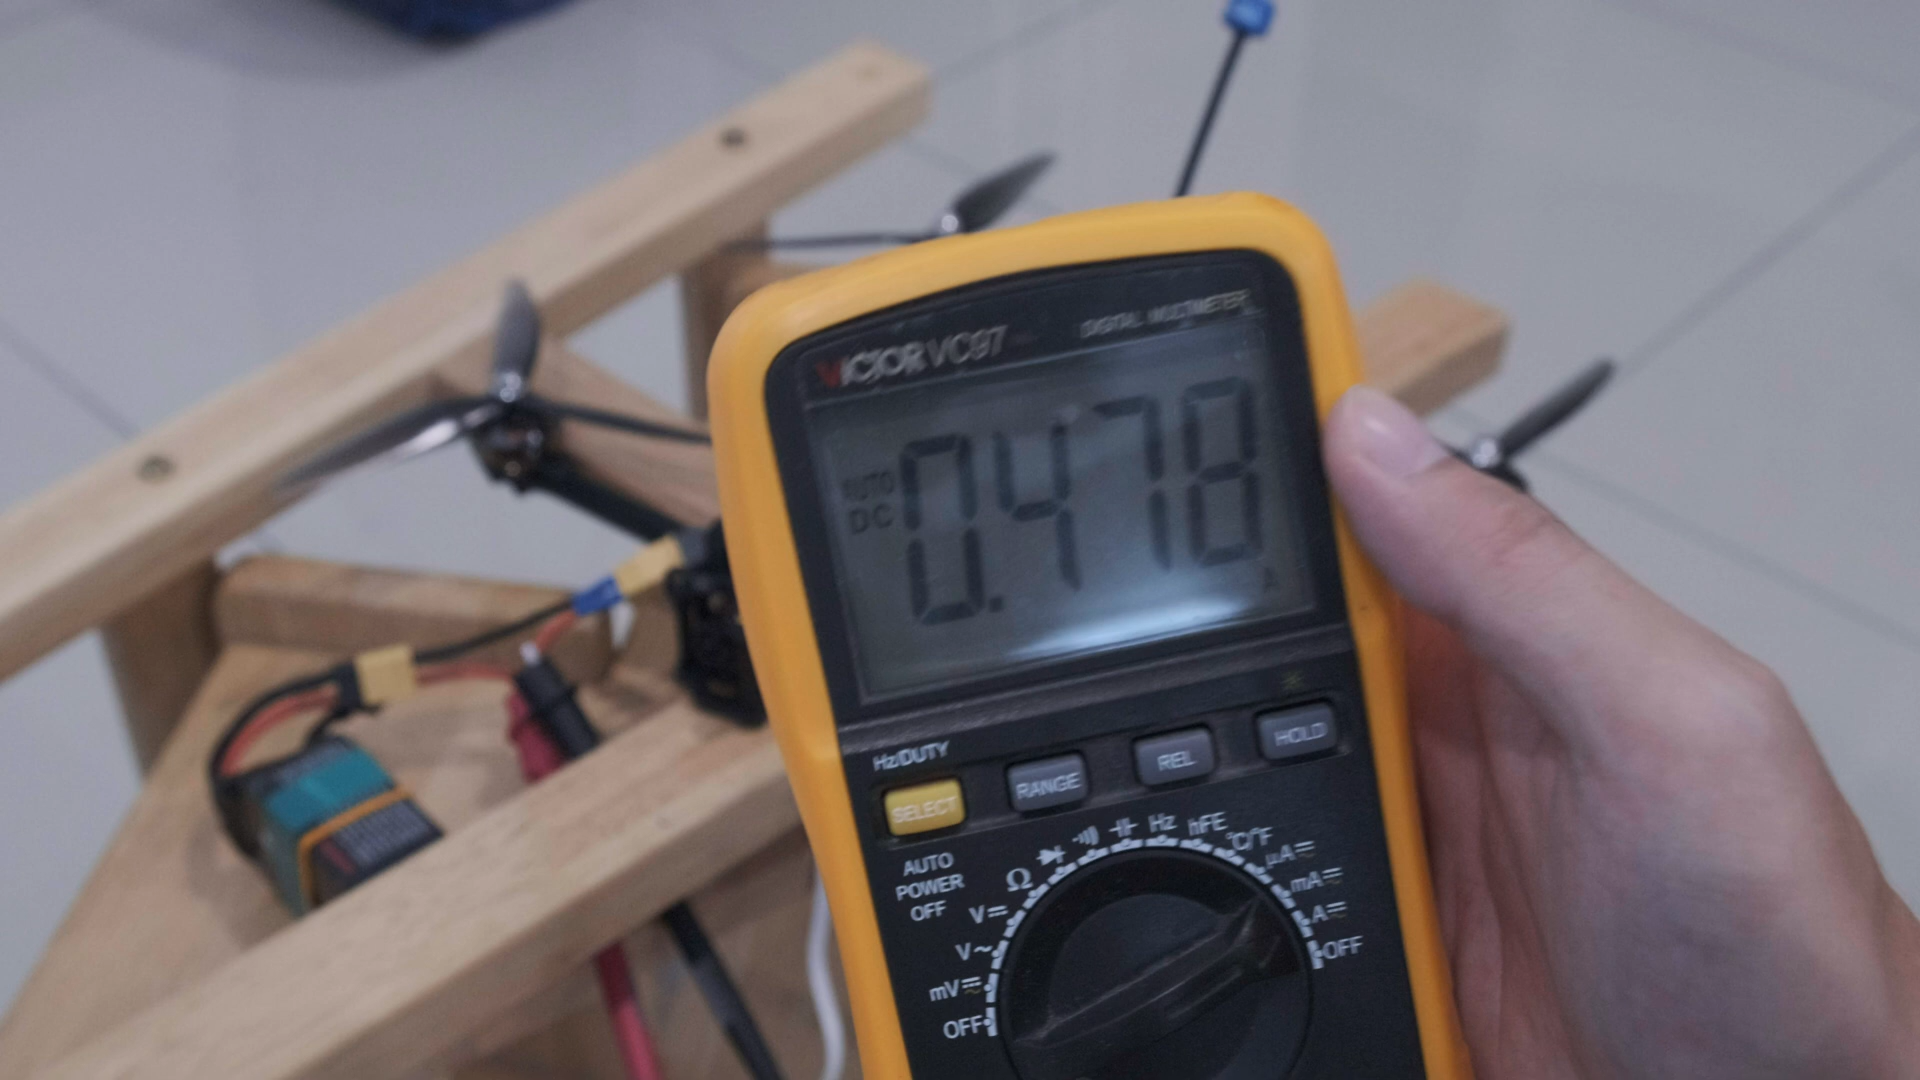 VICTOR VC97 DIGITAL MULTIMETER
AUTO
DC
0.478
A
Hz/DUTY
SELECT RANGE REL HOLD
AUTO
POWER
OFF
Hz hFE °C/°F
Ω
µA
mA
V
A
V~
OFF
mV
OFF